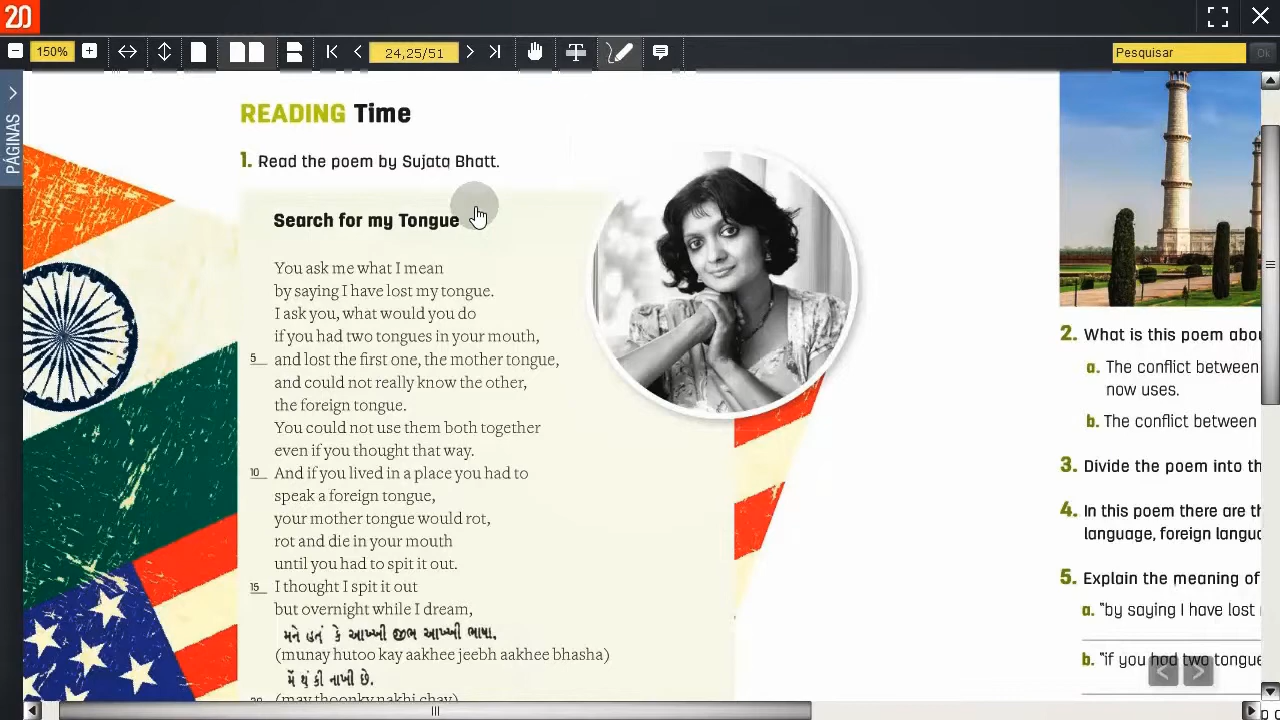 20
150%
24,25/51
Pesquisar
Ok
PÁGINAS
READING Time
1. Read the poem by Sujata Bhatt.
Search for my Tongue
You ask me what I mean
by saying I have lost my tongue.
I ask you, what would you do
if you had two tongues in your mouth,
5 and lost the first one, the mother tongue,
and could not really know the other,
the foreign tongue.
You could not use them both together
even if you thought that way.
10 And if you lived in a place you had to
speak a foreign tongue,
your mother tongue would rot,
rot and die in your mouth
until you had to spit it out.
15 I thought I spit it out
but overnight while I dream,
મને હતું કે આખ્ખી જીભ આખ્ખી ભાષા,
(munay hutoo kay aakhee jeebh aakhee bhasha)
મેં થૂંકી નાખી છે.
20 (may thoonky nakhi chay)
2. What is this poem abou
a. The conflict between
now uses.
b. The conflict between
3. Divide the poem into th
4. In this poem there are th
language, foreign langua
5. Explain the meaning of
a. "by saying I have lost
b. "if you had two tongue